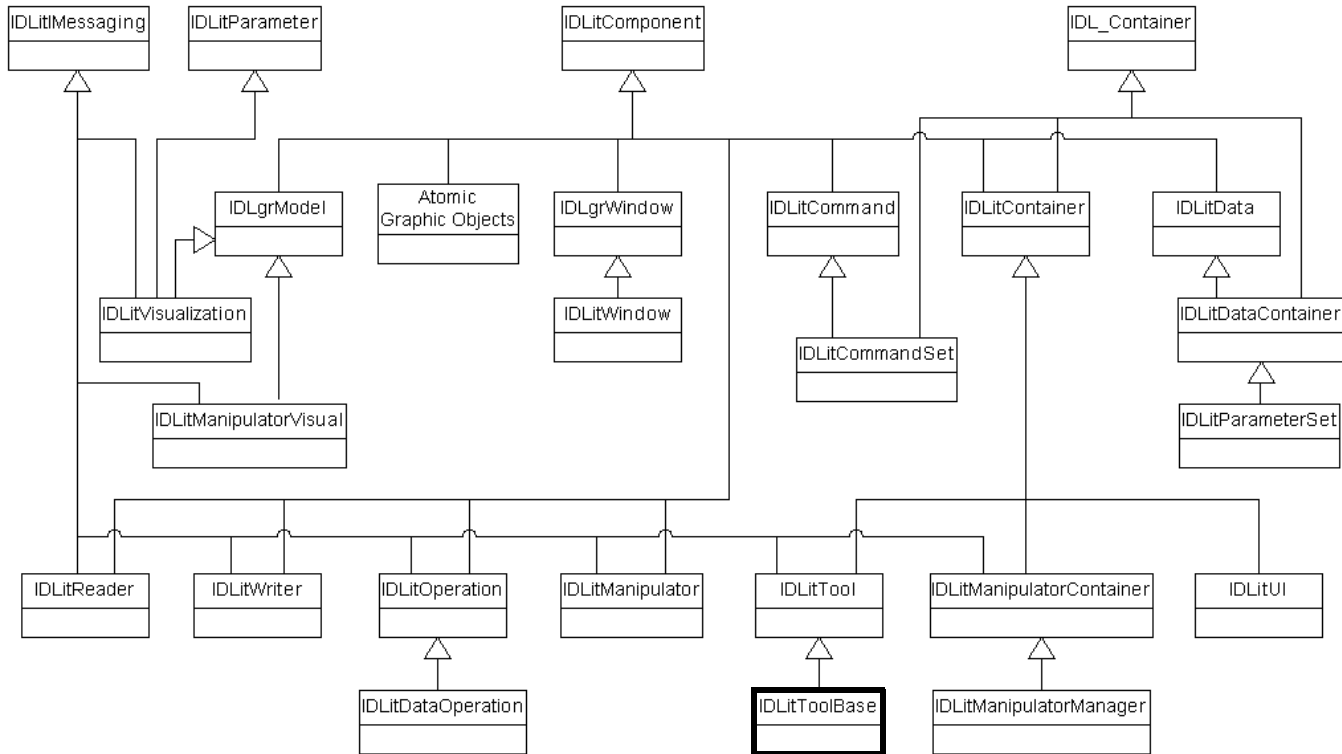 IDLitIMessaging
IDLitParameter
IDLitComponent
IDL_Container
IDLgrModel
Atomic
Graphic Objects
IDLgrWindow
IDLitCommand
IDLitContainer
IDLitData
IDLitVisualization
IDLitWindow
IDLitCommandSet
IDLitDataContainer
IDLitManipulatorVisual
IDLitParameterSet
IDLitReader
IDLitWriter
IDLitOperation
IDLitManipulator
IDLitTool
IDLitManipulatorContainer
IDLitUI
IDLitDataOperation
IDLitToolBase
IDLitManipulatorManager